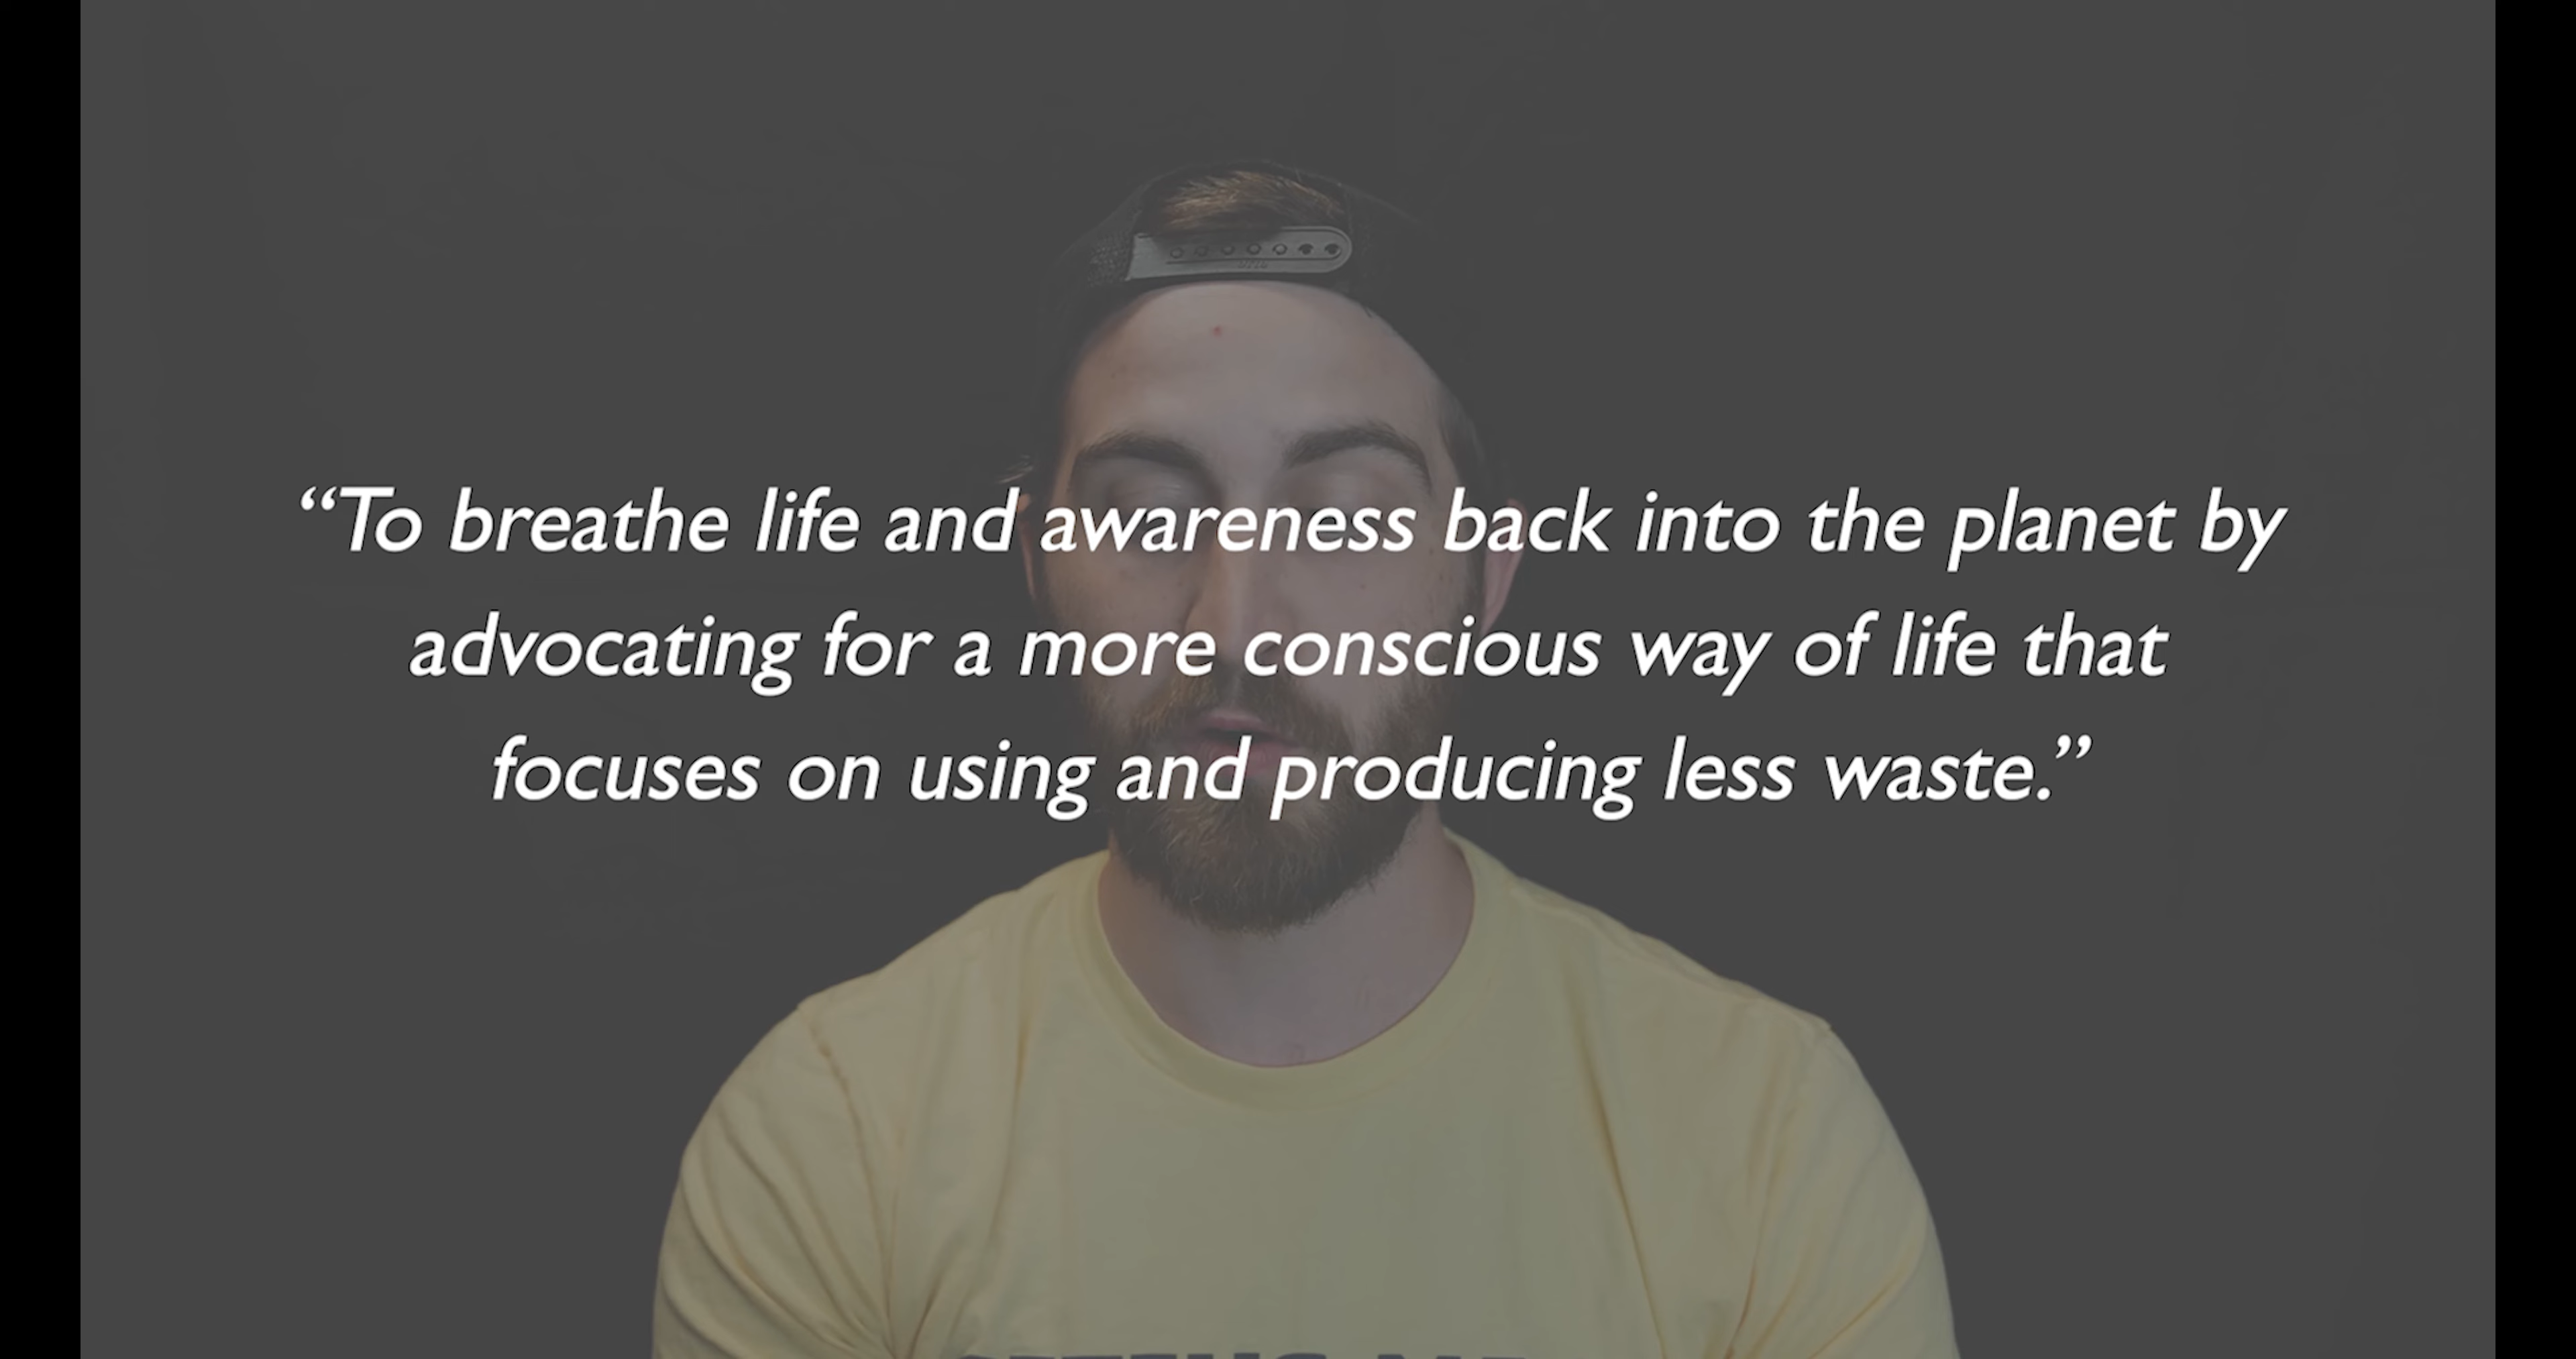 “To breathe life and awareness back into the planet by
advocating for a more conscious way of life that
focuses on using and producing less waste.”